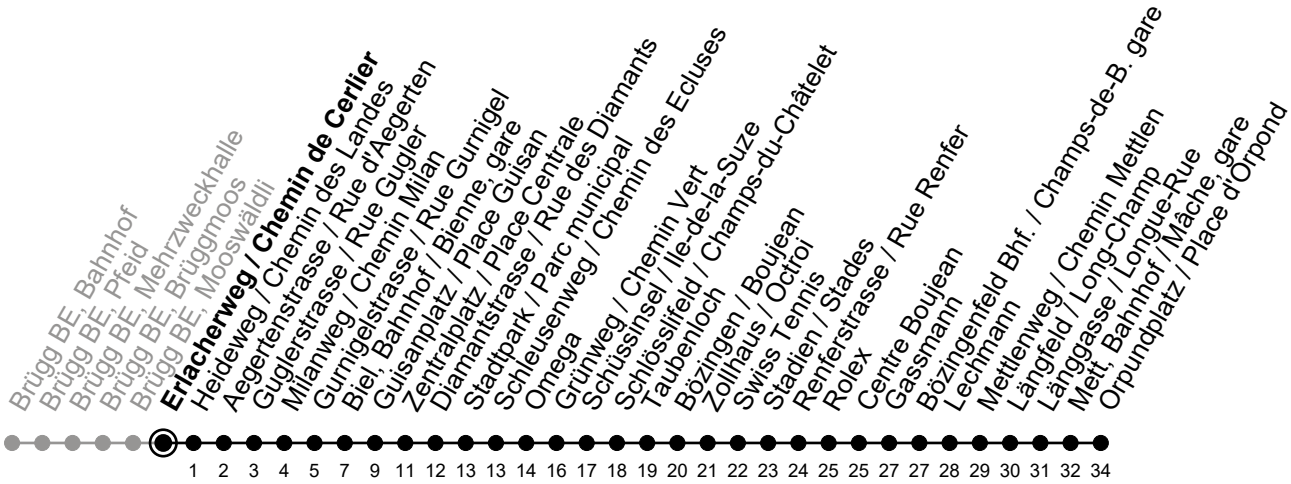 Brügg BE, Bahnhof
Brügg BE, Pfeid
Brügg BE, Mehrzweckhalle
Brügg BE, Brüggmoos
Brügg BE, Mooswäldli
Erlacherweg / Chemin de Cerlier
Heideweg / Chemin des Landes
Aegertenstrasse / Rue d'Aegerten
Guglerstrasse / Rue Gugler
Milanweg / Chemin Milan
Gurnigelstrasse / Rue Gurnigel
Biel, Bahnhof / Bienne, gare
Guisanplatz / Place Guisan
Zentralplatz / Place Centrale
Diamantstrasse / Rue des Diamants
Stadtpark / Parc municipal
Schleusenweg / Chemin des Ecluses
Omega
Grünweg / Chemin Vert
Schüssinsel / Ile-de-la-Suze
Schlösslifeld / Champs-du-Châtelet
Taubenloch
Bözingen / Boujean
Zollhaus / Octroi
Swiss Tennis
Stadien / Stades
Renferstrasse / Rue Renfer
Rolex
Centre Boujean
Gassmann
Bözingenfeld Bhf. / Champs-de-B. gare
Lechmann
Mettlenweg / Chemin Mettlen
Längfeld / Long-Champ
Länggasse / Longue-Rue
Mett, Bahnhof / Mâche, gare
Orpundplatz / Place d'Orpond
1 2 3 4 5 7 9 11 12 13 13 14 16 17 18 19 20 21 22 23 24 25 25 27 27 28 29 30 31 32 34